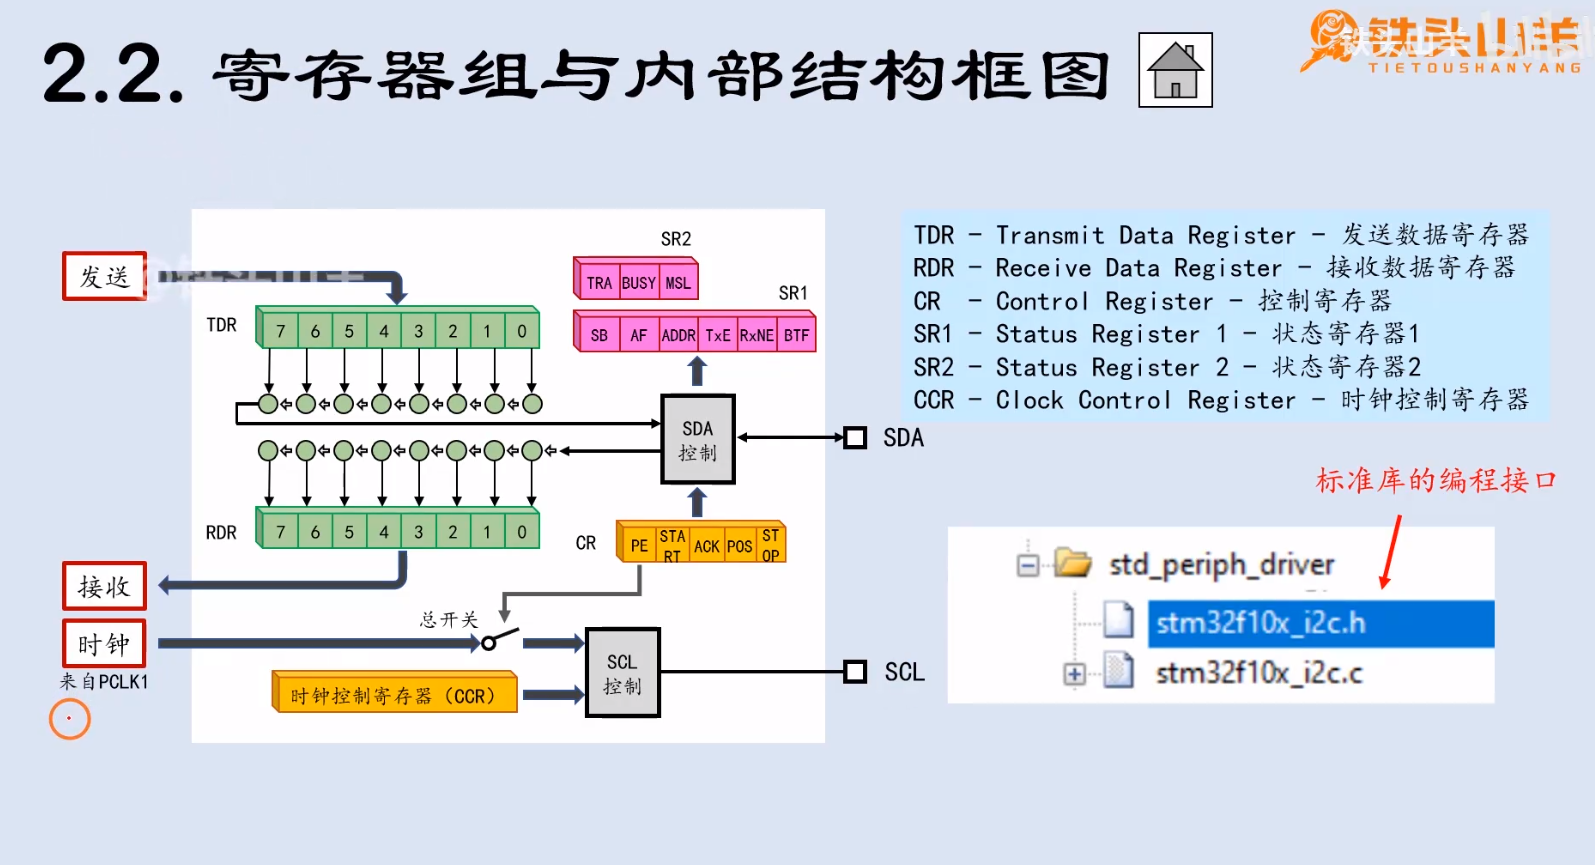 2.2. 寄存器组与内部结构框图
铁头山羊
TIETOUSHANYANG
SR2
TRA BUSY MSL
SR1
SB AF ADDR TxE RxNE BTF
发送
TDR
7 6 5 4 3 2 1 0
SDA
控制
SDA
RDR
7 6 5 4 3 2 1 0
CR
PE START ACK POS STOP
接收
时钟
来自PCLK1
总开关
SCL
控制
SCL
时钟控制寄存器（CCR）
TDR - Transmit Data Register - 发送数据寄存器
RDR - Receive Data Register - 接收数据寄存器
CR - Control Register - 控制寄存器
SR1 - Status Register 1 - 状态寄存器1
SR2 - Status Register 2 - 状态寄存器2
CCR - Clock Control Register - 时钟控制寄存器
标准库的编程接口
std_periph_driver
stm32f10x_i2c.h
stm32f10x_i2c.c